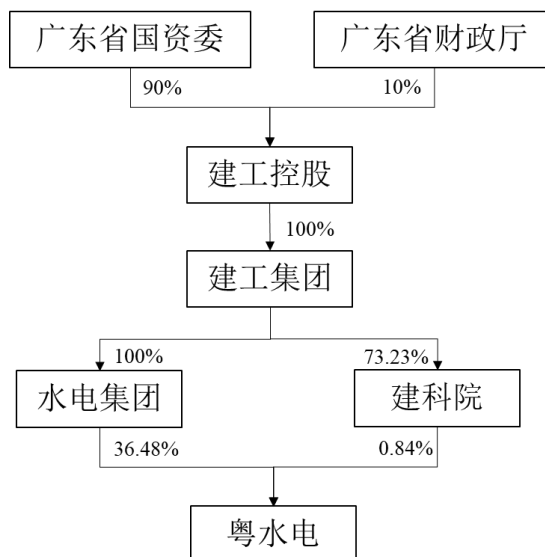 广东省国资委
广东省财政厅
90%
10%
建工控股
100%
建工集团
100%
73.23%
水电集团
建科院
36.48%
0.84%
粤水电